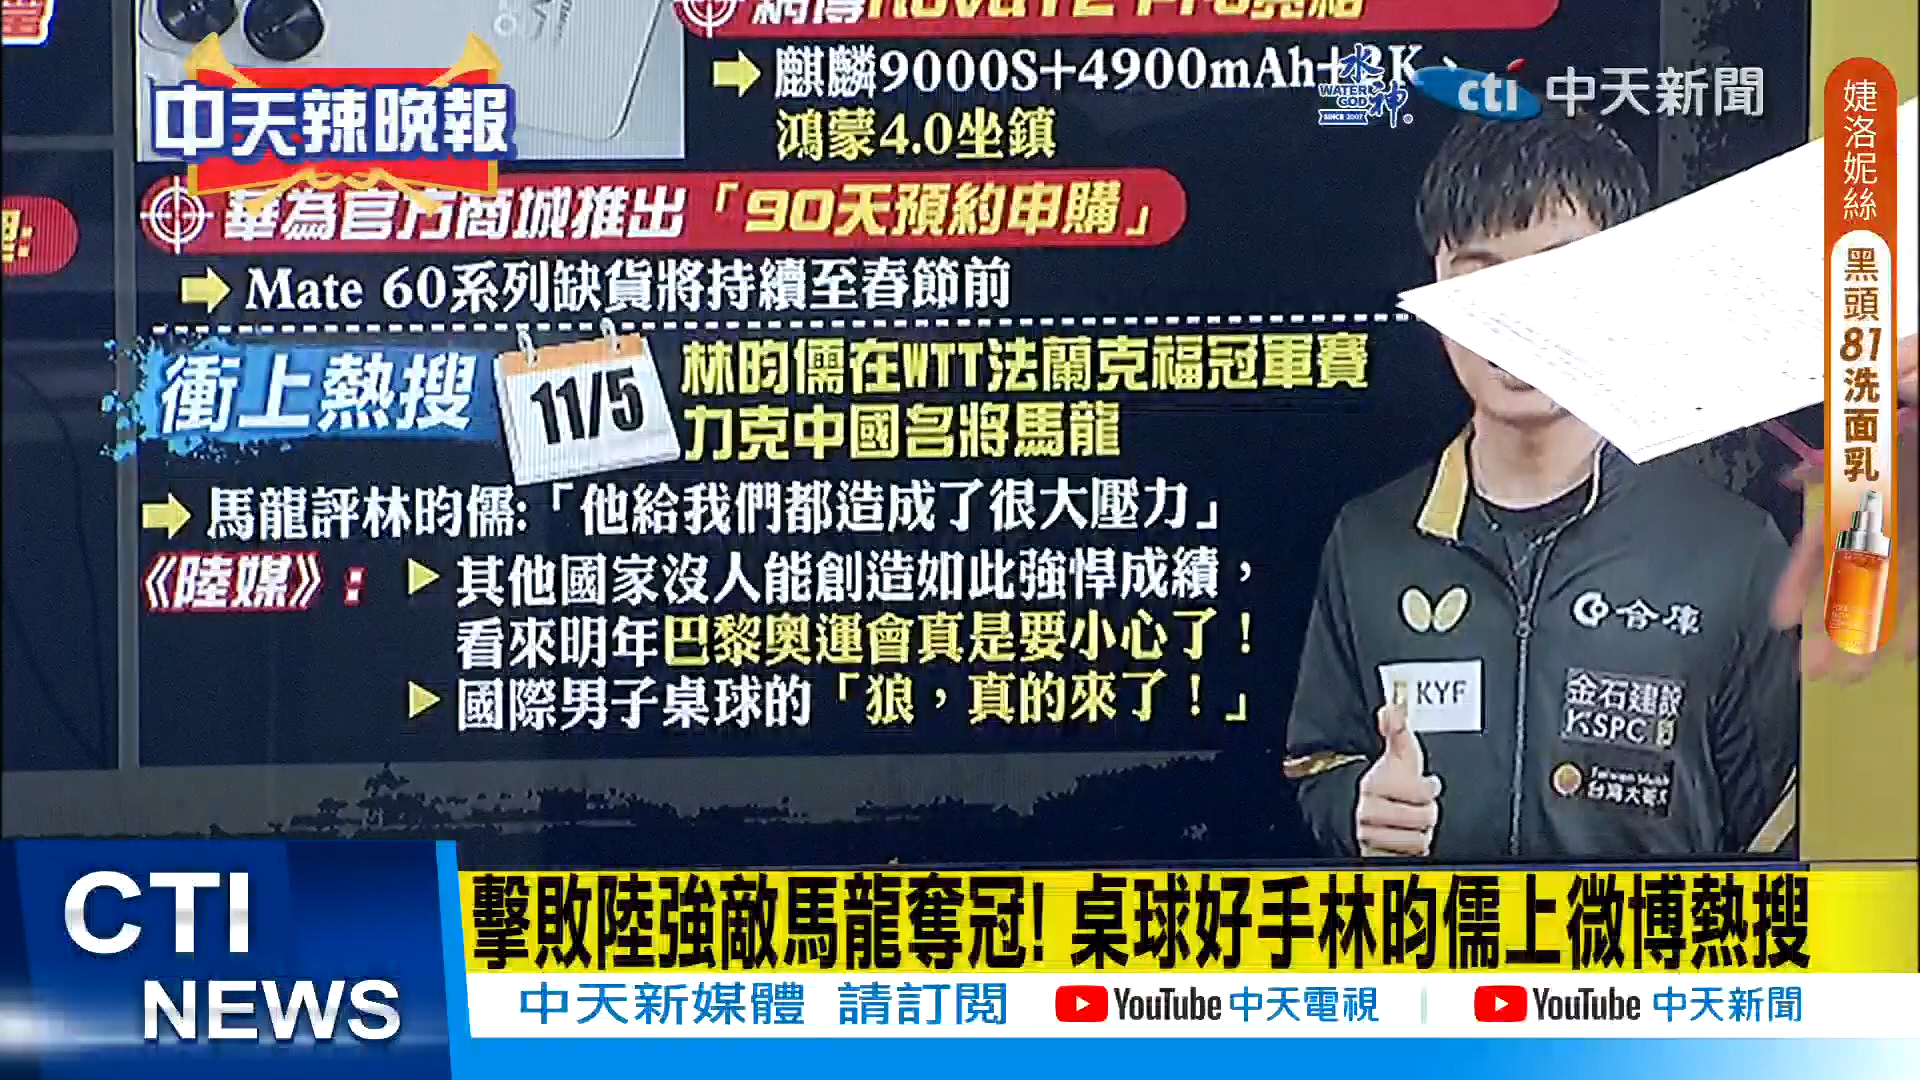 麒麟9000S+4900mAh+2K、
鴻蒙4.0坐鎮
中天辣晚報
水神
WATER GOD
SINCE 2007
cti 中天新聞
華為官方商城推出「90天預約申購」
Mate 60系列缺貨將持續至春節前
衝上熱搜
11/5
林昀儒在WTT法蘭克福冠軍賽
力克中國名將馬龍
馬龍評林昀儒:「他給我們都造成了很大壓力」
《陸媒》:
其他國家沒人能創造如此強悍成績,
看來明年巴黎奧運會真是要小心了!
國際男子桌球的「狼,真的來了!」
合庫
KYF
金石建設
KSPC
婕洛妮絲
黑頭81洗面乳
CTI
NEWS
擊敗陸強敵馬龍奪冠! 桌球好手林昀儒上微博熱搜
中天新媒體 請訂閱 YouTube 中天電視 | YouTube 中天新聞